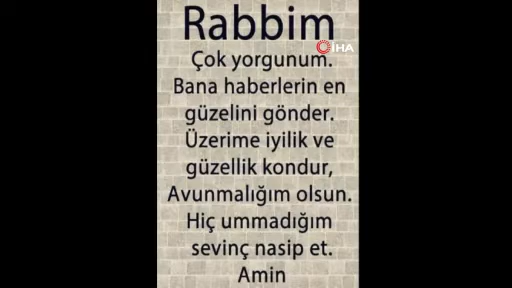 Rabbim
İHA
Çok yorgunum.
Bana haberlerin en
güzelini gönder.
Üzerime iyilik ve
güzellik kondur,
Avunmalığım olsun.
Hiç ummadığım
sevinç nasip et.
Amin